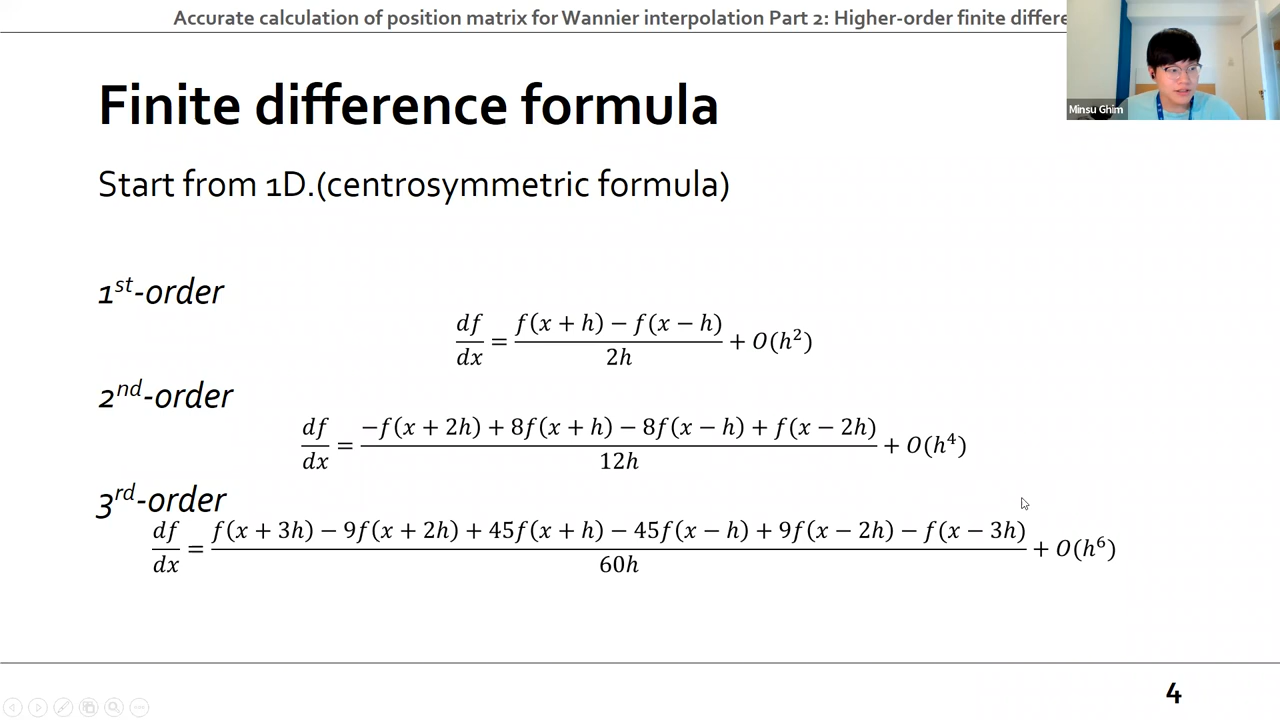 Accurate calculation of position matrix for Wannier interpolation Part 2: Higher-order finite differe
Minsu Ghim
Finite difference formula
Start from 1D.(centrosymmetric formula)
1st-order
df/dx = (f(x + h) − f(x − h))/2h + O(h²)
2nd-order
df/dx = (−f(x + 2h) + 8f(x + h) − 8f(x − h) + f(x − 2h))/12h + O(h⁴)
3rd-order
df/dx = (f(x + 3h) − 9f(x + 2h) + 45f(x + h) − 45f(x − h) + 9f(x − 2h) − f(x − 3h))/60h + O(h⁶)
4